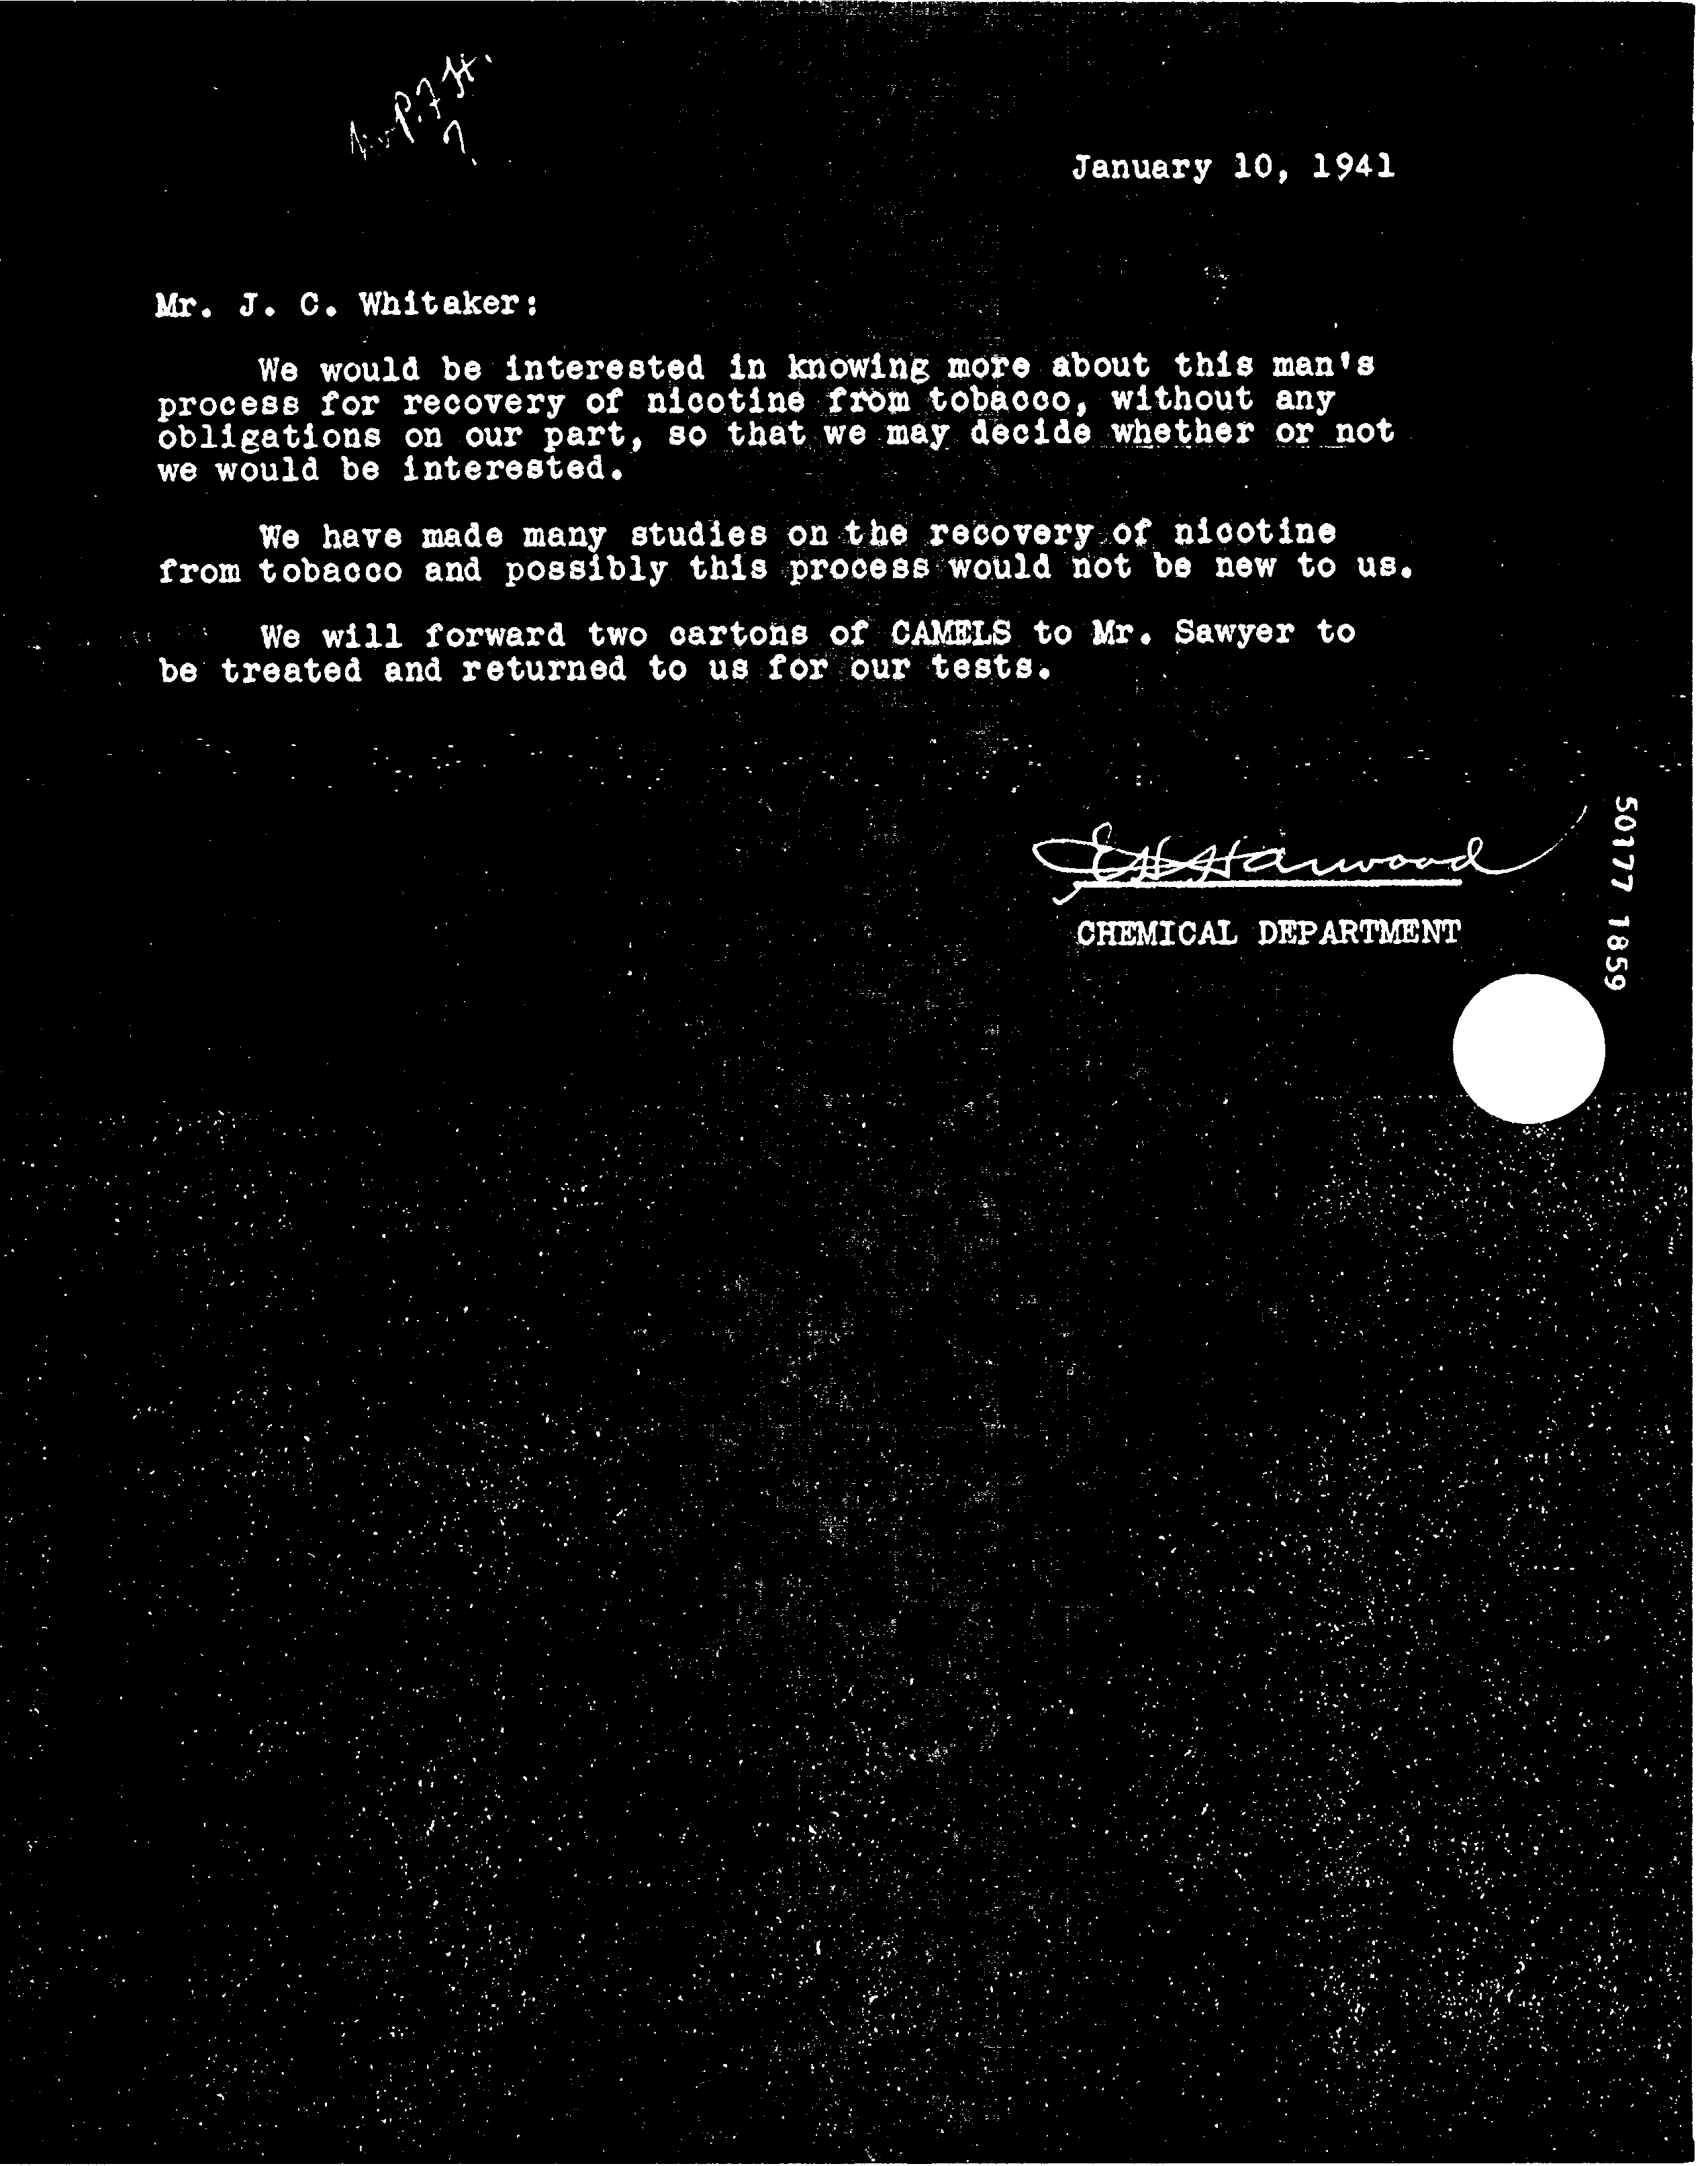 January 10, 1941
Mr. J. C. Whitaker:
We would be interested in knowing more about this man's
process for recovery of nicotine from tobacco, without any
obligations on our part, so that we may decide whether or not
we would be interested.
We have made many studies on the recovery of nicotine
from tobacco and possibly this process would not be new to us.
We will forward two cartons of CAMELS to Mr. Sawyer to
be treated and returned to us for our tests.
E H Harwood
CHEMICAL DEPARTMENT
50177 1859